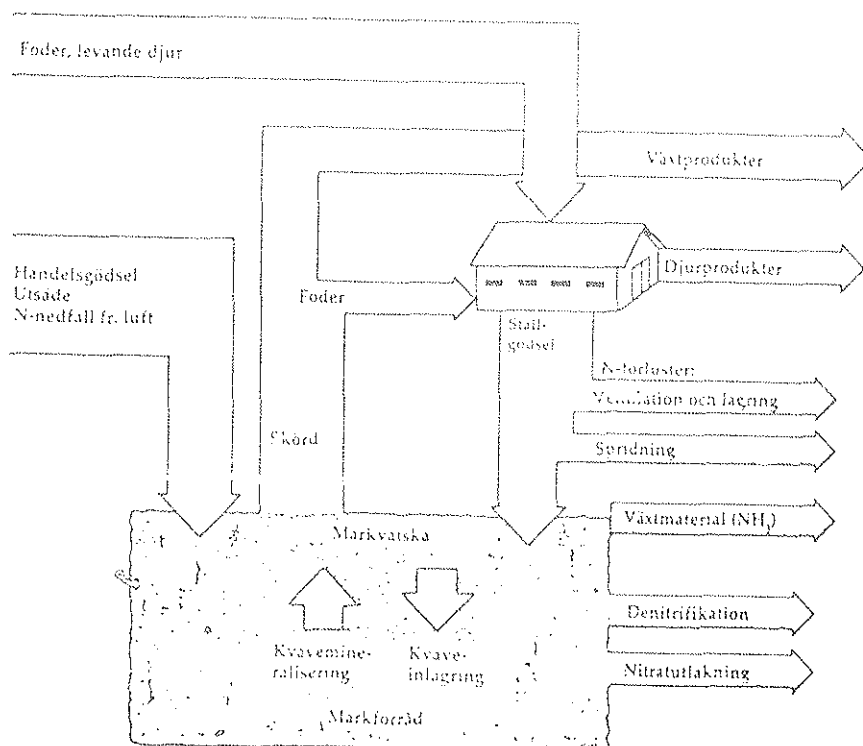 Foder, levande djur
Växtprodukter
Handelsgödsel
Utsäde
N-nedfall fr. luft
Foder
Djurprodukter
Stall-
gödsel
N-förluster:
Ventilation och lagring
Skörd
Spridning
Markvätska
Växtmaterial (NH₃)
Kvävemine-
ralisering
Kväve-
inlagring
Denitrifikation
Nitratutlakning
Markförråd